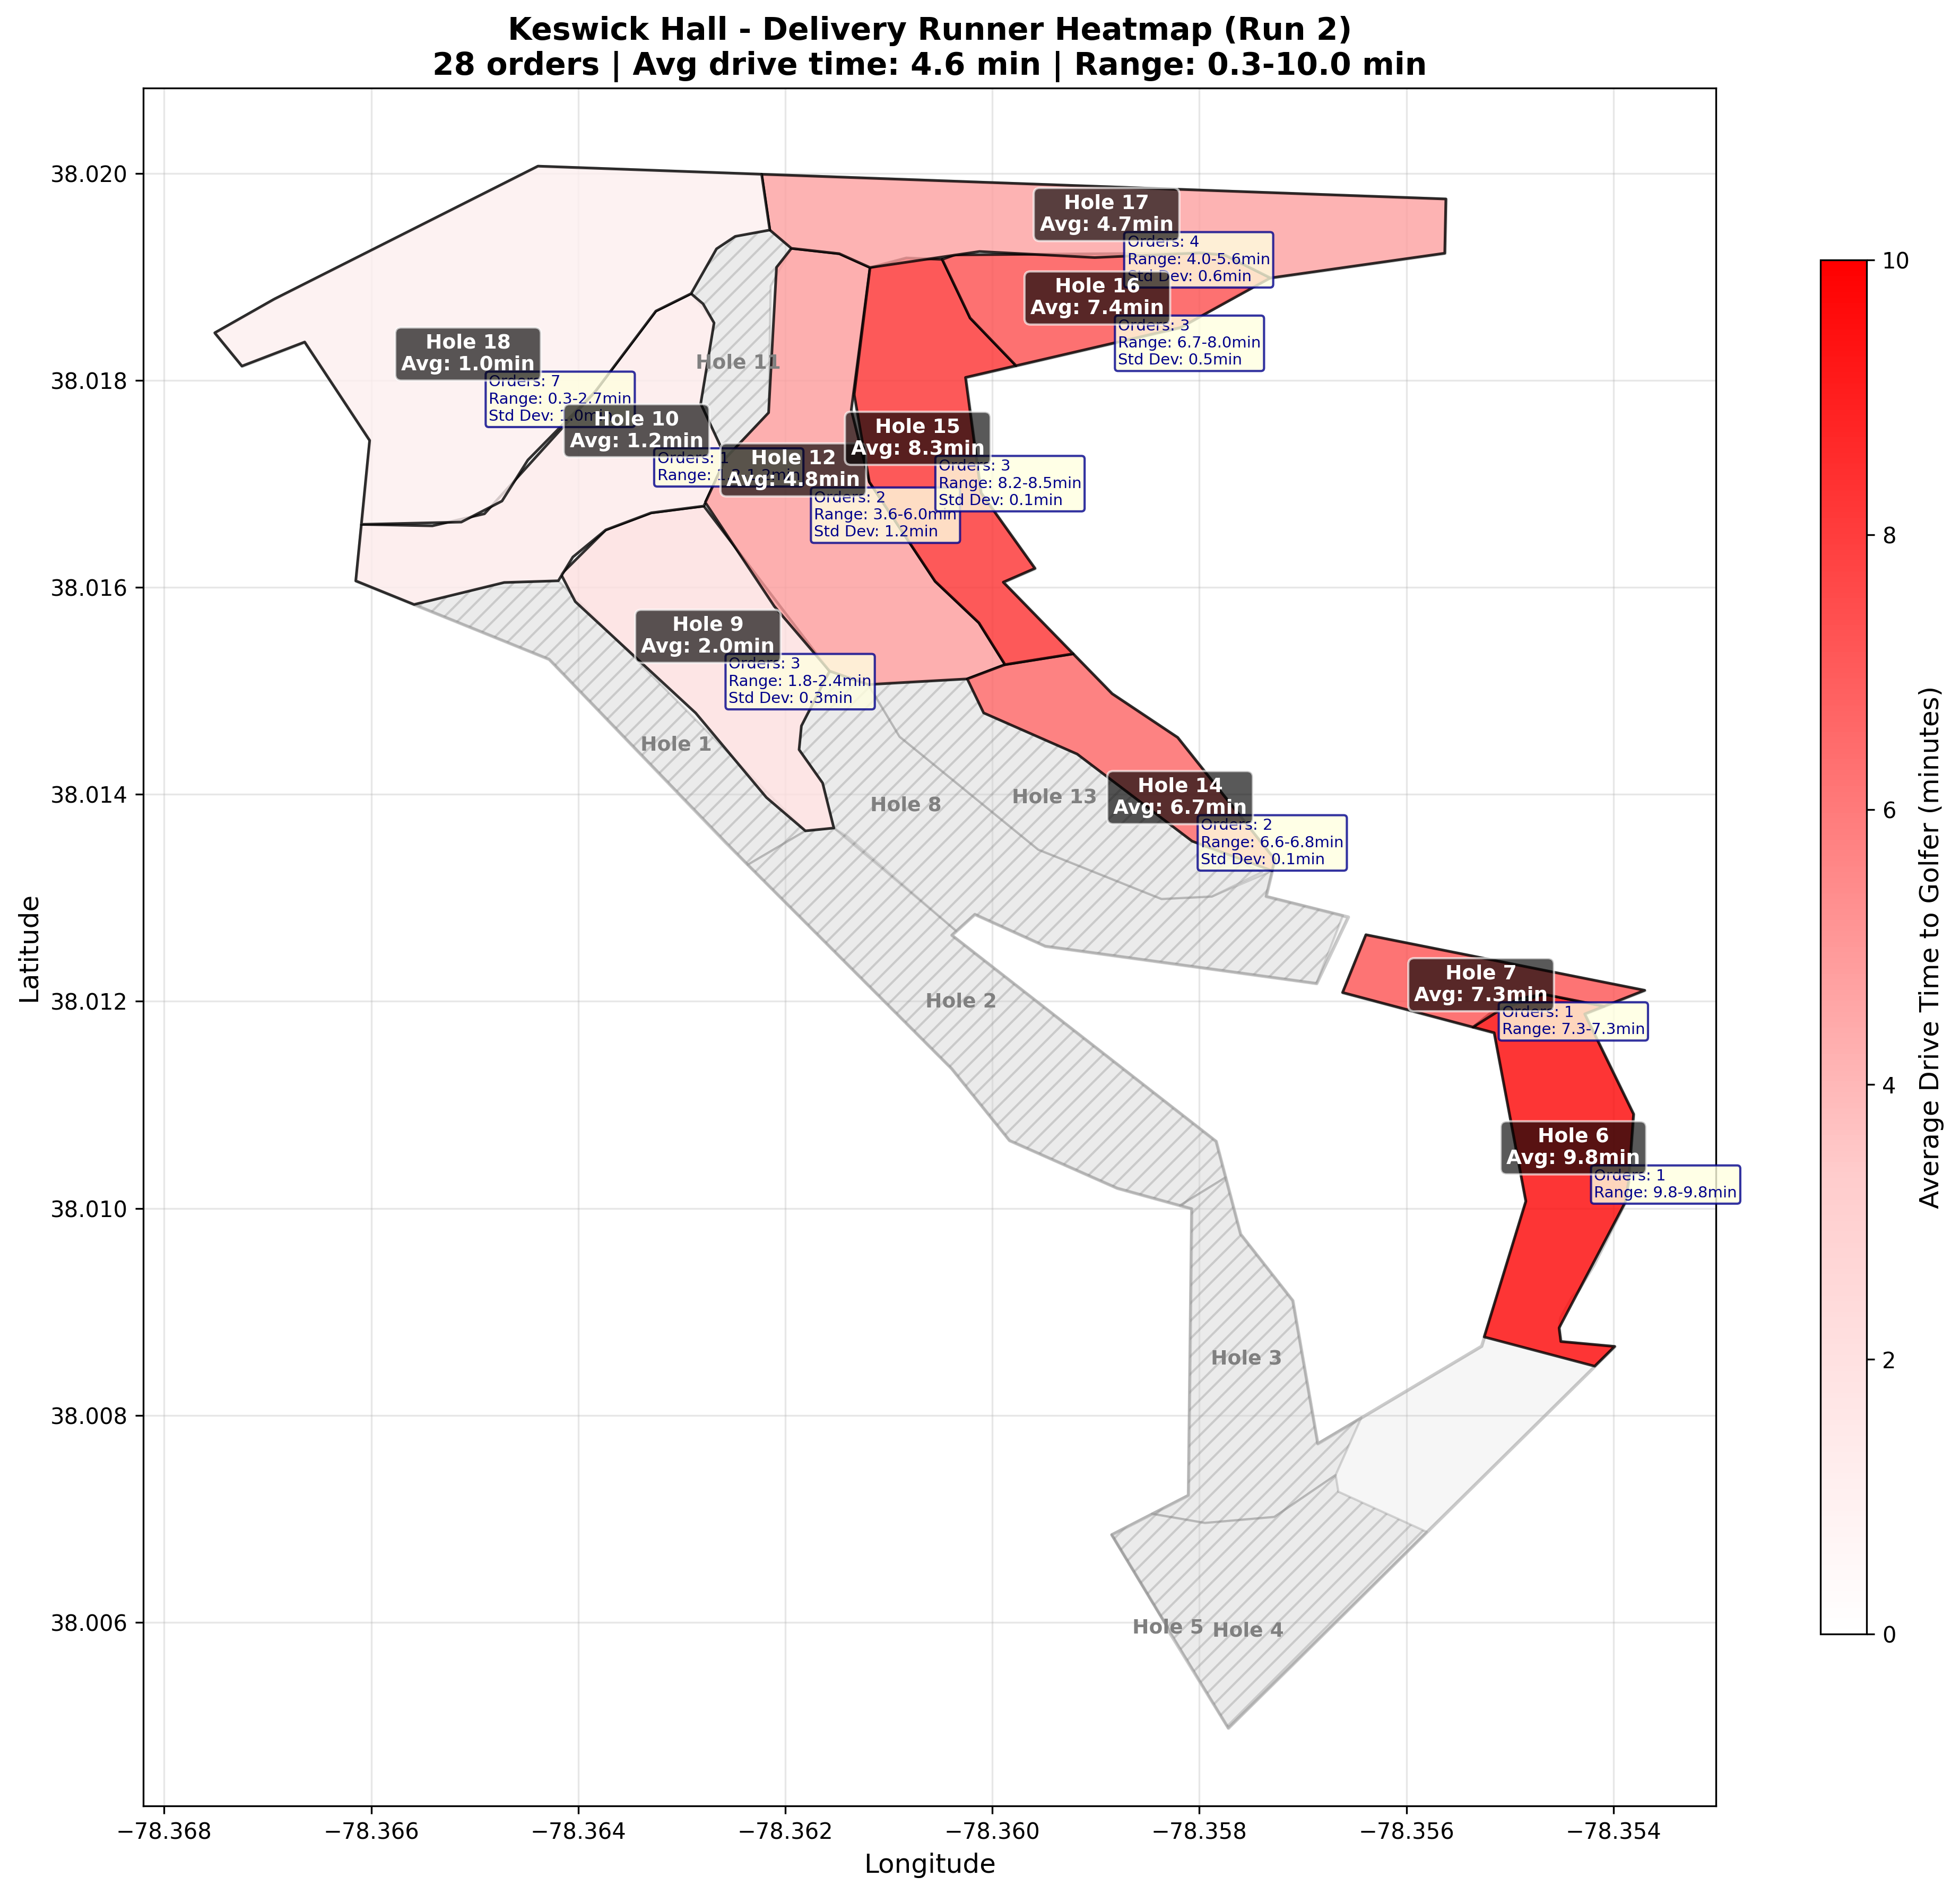 Keswick Hall - Delivery Runner Heatmap (Run 2)
28 orders | Avg drive time: 4.6 min | Range: 0.3-10.0 min
Hole 17
Avg: 4.7min
Orders: 4
Range: 4.0-5.6min
Std Dev: 0.6min
Hole 16
Avg: 7.4min
Orders: 3
Range: 6.7-8.0min
Std Dev: 0.5min
Hole 18
Avg: 1.0min
Orders: 7
Range: 0.3-2.7min
Std Dev: 1.0min
Hole 11
Hole 10
Avg: 1.2min
Orders: 1
Range:
Hole 12
Avg: 4.8min
Orders: 2
Range: 3.6-6.0min
Std Dev: 1.2min
Hole 15
Avg: 8.3min
Orders: 3
Range: 8.2-8.5min
Std Dev: 0.1min
Hole 9
Avg: 2.0min
Orders: 3
Range: 1.8-2.4min
Std Dev: 0.3min
Hole 1
Hole 8
Hole 13
Hole 14
Avg: 6.7min
Orders: 2
Range: 6.6-6.8min
Std Dev: 0.1min
Hole 7
Avg: 7.3min
Orders: 1
Range: 7.3-7.3min
Hole 2
Hole 6
Avg: 9.8min
Orders: 1
Range: 9.8-9.8min
Hole 3
Hole 5
Hole 4
38.020
38.018
38.016
38.014
38.012
38.010
38.008
38.006
Latitude
−78.368
−78.366
−78.364
−78.362
−78.360
−78.358
−78.356
−78.354
Longitude
10
8
6
4
2
0
Average Drive Time to Golfer (minutes)